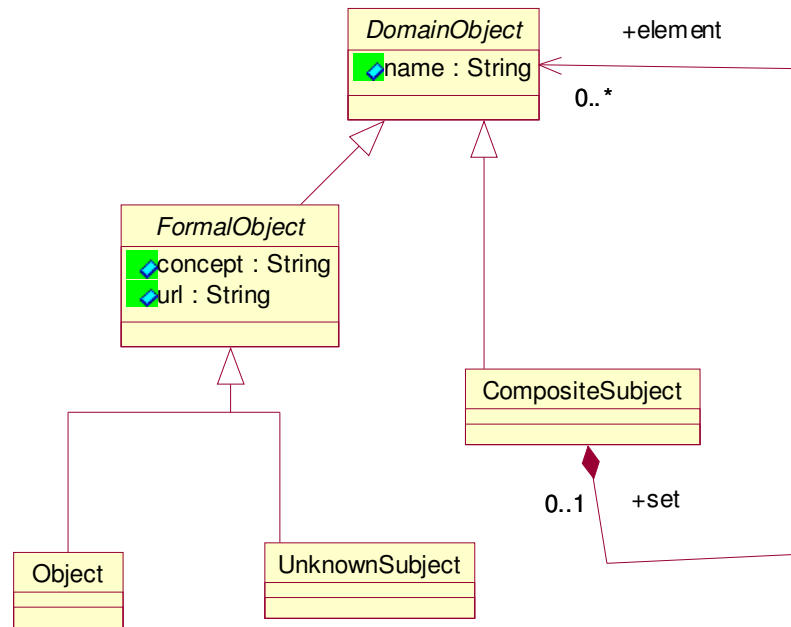 DomainObject
name : String
+element
0..*
FormalObject
concept : String
url : String
CompositeSubject
0..1
+set
Object
UnknownSubject